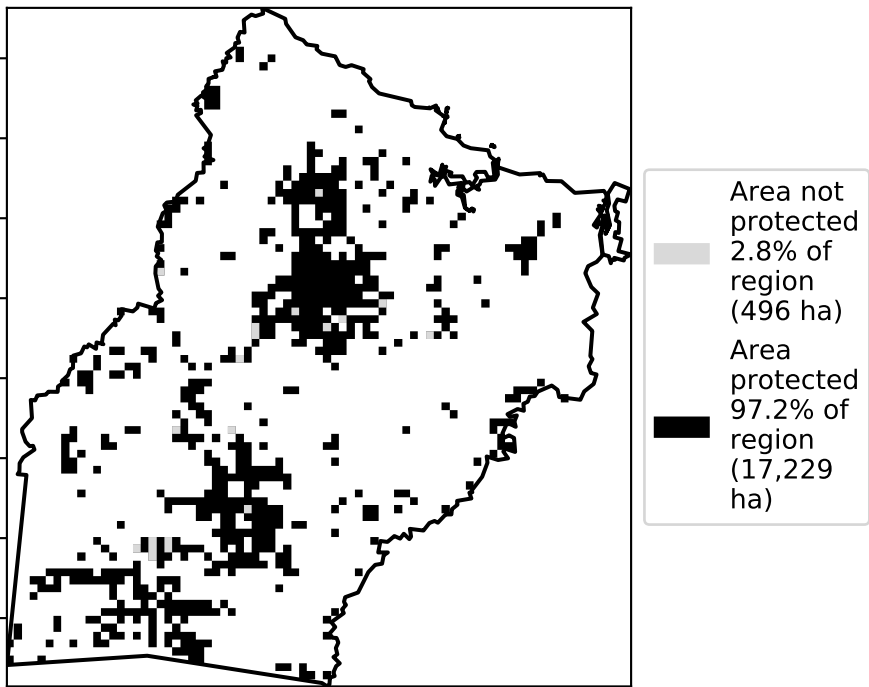 Area not
protected
2.8% of
region
(496 ha)
Area
protected
97.2% of
region
(17,229
ha)